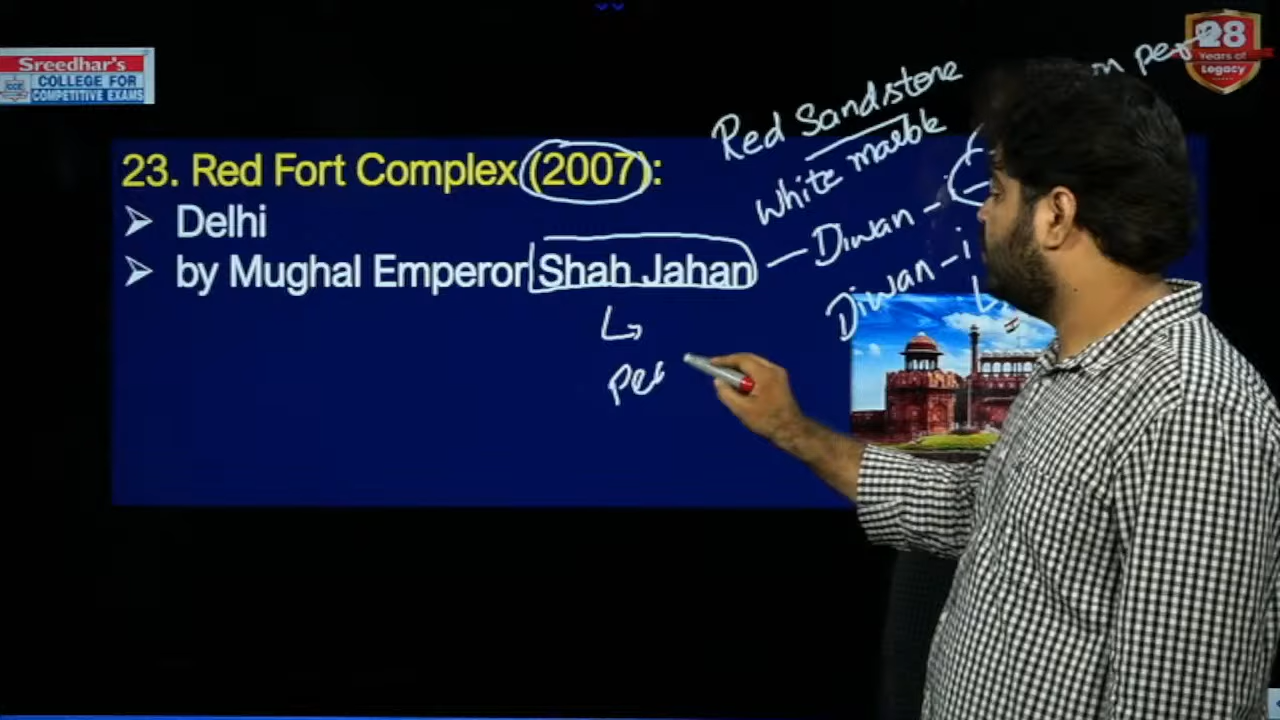 Sreedhar's
COLLEGE FOR
CCE
COMPETITIVE EXAMS
28
Years of
Legacy
Red Sandstone
White marble
23. Red Fort Complex (2007):
➢ Delhi
➢ by Mughal Emperor Shah Jahan
Diwan - i
Diwan - i